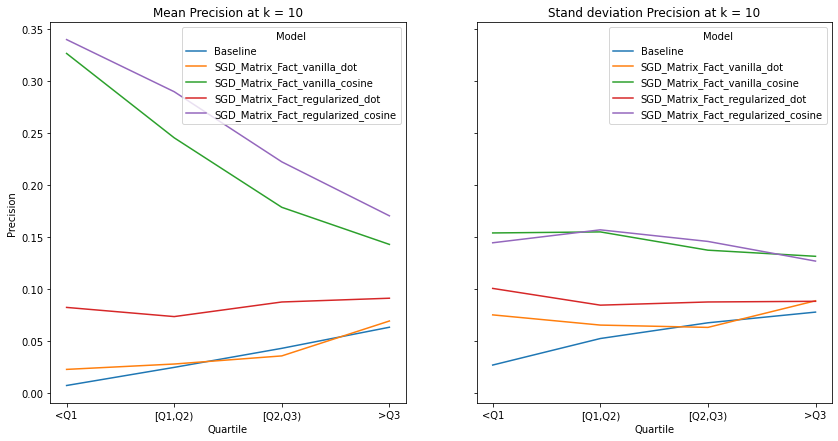 Mean Precision at k = 10
Precision
0.35
0.30
0.25
0.20
0.15
0.10
0.05
0.00
Model
Baseline
SGD_Matrix_Fact_vanilla_dot
SGD_Matrix_Fact_vanilla_cosine
SGD_Matrix_Fact_regularized_dot
SGD_Matrix_Fact_regularized_cosine
<Q1
[Q1,Q2)
[Q2,Q3)
>Q3
Quartile
Stand deviation Precision at k = 10
Model
Baseline
SGD_Matrix_Fact_vanilla_dot
SGD_Matrix_Fact_vanilla_cosine
SGD_Matrix_Fact_regularized_dot
SGD_Matrix_Fact_regularized_cosine
<Q1
[Q1,Q2)
[Q2,Q3)
>Q3
Quartile